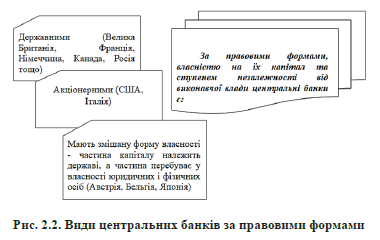 Державними (Велика
Британія, Франція,
Німеччина, Канада, Росія
тощо)
Акціонерними (США,
Італія)
Мають змішану форму власності
- частина капіталу належить
державі, а частина перебуває у
власності юридичних і фізичних
осіб (Австрія, Бельгія, Японія)
За правовими формами,
власністю на їх капітал та
ступенем незалежності від
виконавчої влади центральні банки
є:
Рис. 2.2. Види центральних банків за правовими формами